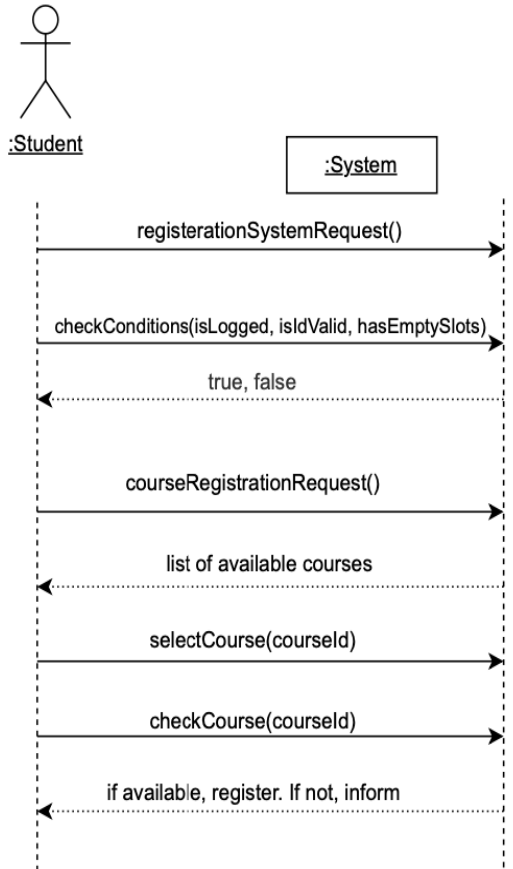 :Student
:System
registerationSystemRequest()
checkConditions(isLogged, isIdValid, hasEmptySlots)
true, false
courseRegistrationRequest()
list of available courses
selectCourse(courseId)
checkCourse(courseId)
if available, register. If not, inform